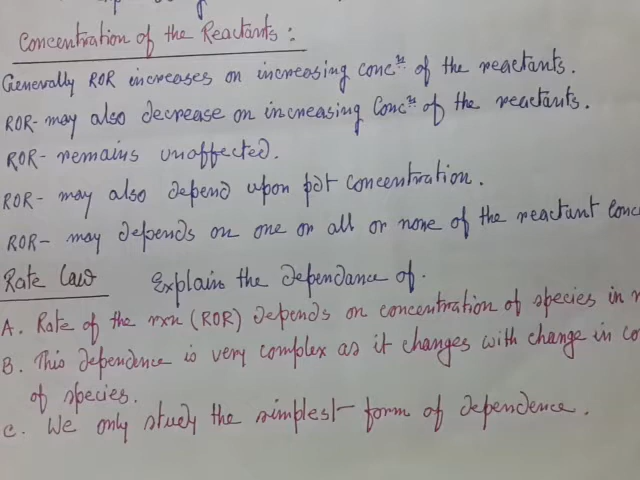 Concentration of the Reactants :
Generally ROR increases on increasing concⁿ of the reactants.
ROR- may also decrease on increasing Concⁿ of the reactants.
ROR- remains unaffected.
ROR- may also depend upon pdt concentration.
ROR- may depends on one or all or none of the reactant Conc
Rate Law Explain the dependance of.
A. Rate of the rxn (ROR) depends on concentration of species in
B. This dependence is very complex as it changes with change in co
of species.
C. We only study the simplest form of dependence.